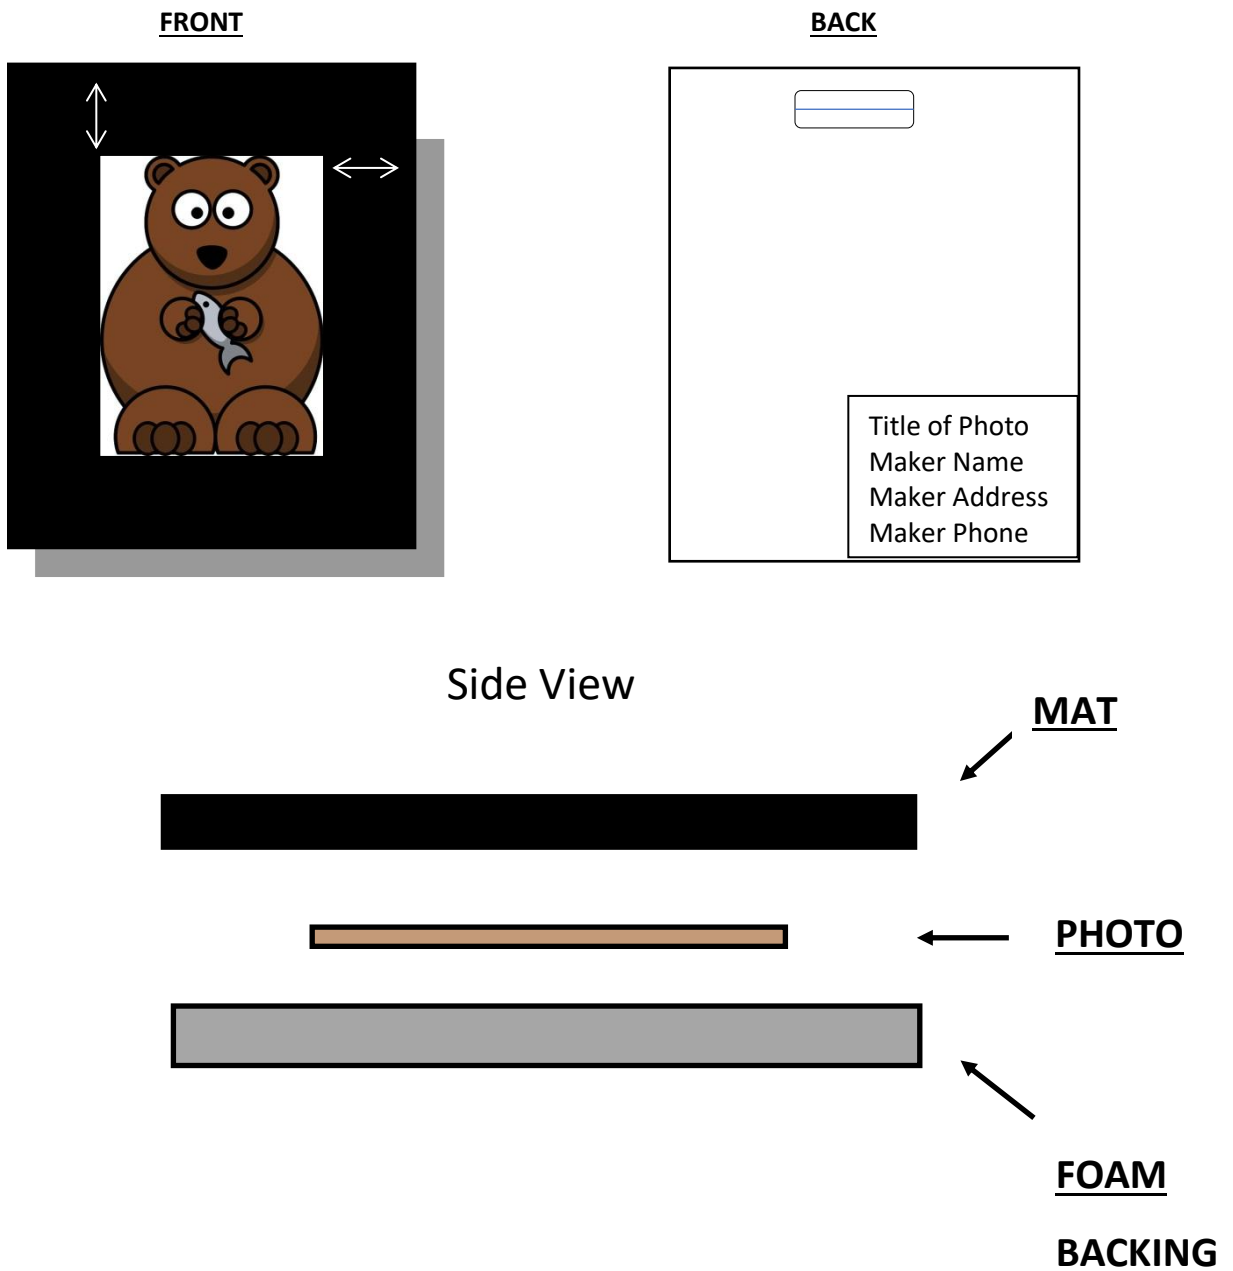 FRONT
BACK
Title of Photo
Maker Name
Maker Address
Maker Phone
Side View
MAT
PHOTO
FOAM
BACKING